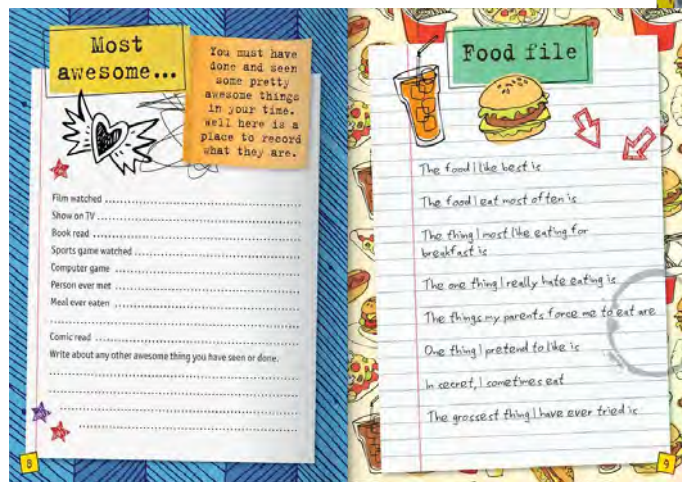 Most
awesome...
You must have
done and seen
some pretty
awesome things
in your time.
Well here is a
place to record
what they are.
Film watched
Show on TV
Book read
Sports game watched
Computer game
Person ever met
Meal ever eaten
Comic read
Write about any other awesome thing you have seen or done.
8
Food file
The food I like best is
The food I eat most often is
The thing I most like eating for
breakfast is
The one thing I really hate eating is
The things my parents force me to eat are
One thing I pretend to like is
In secret, I sometimes eat
The grossest thing I have ever tried is
9